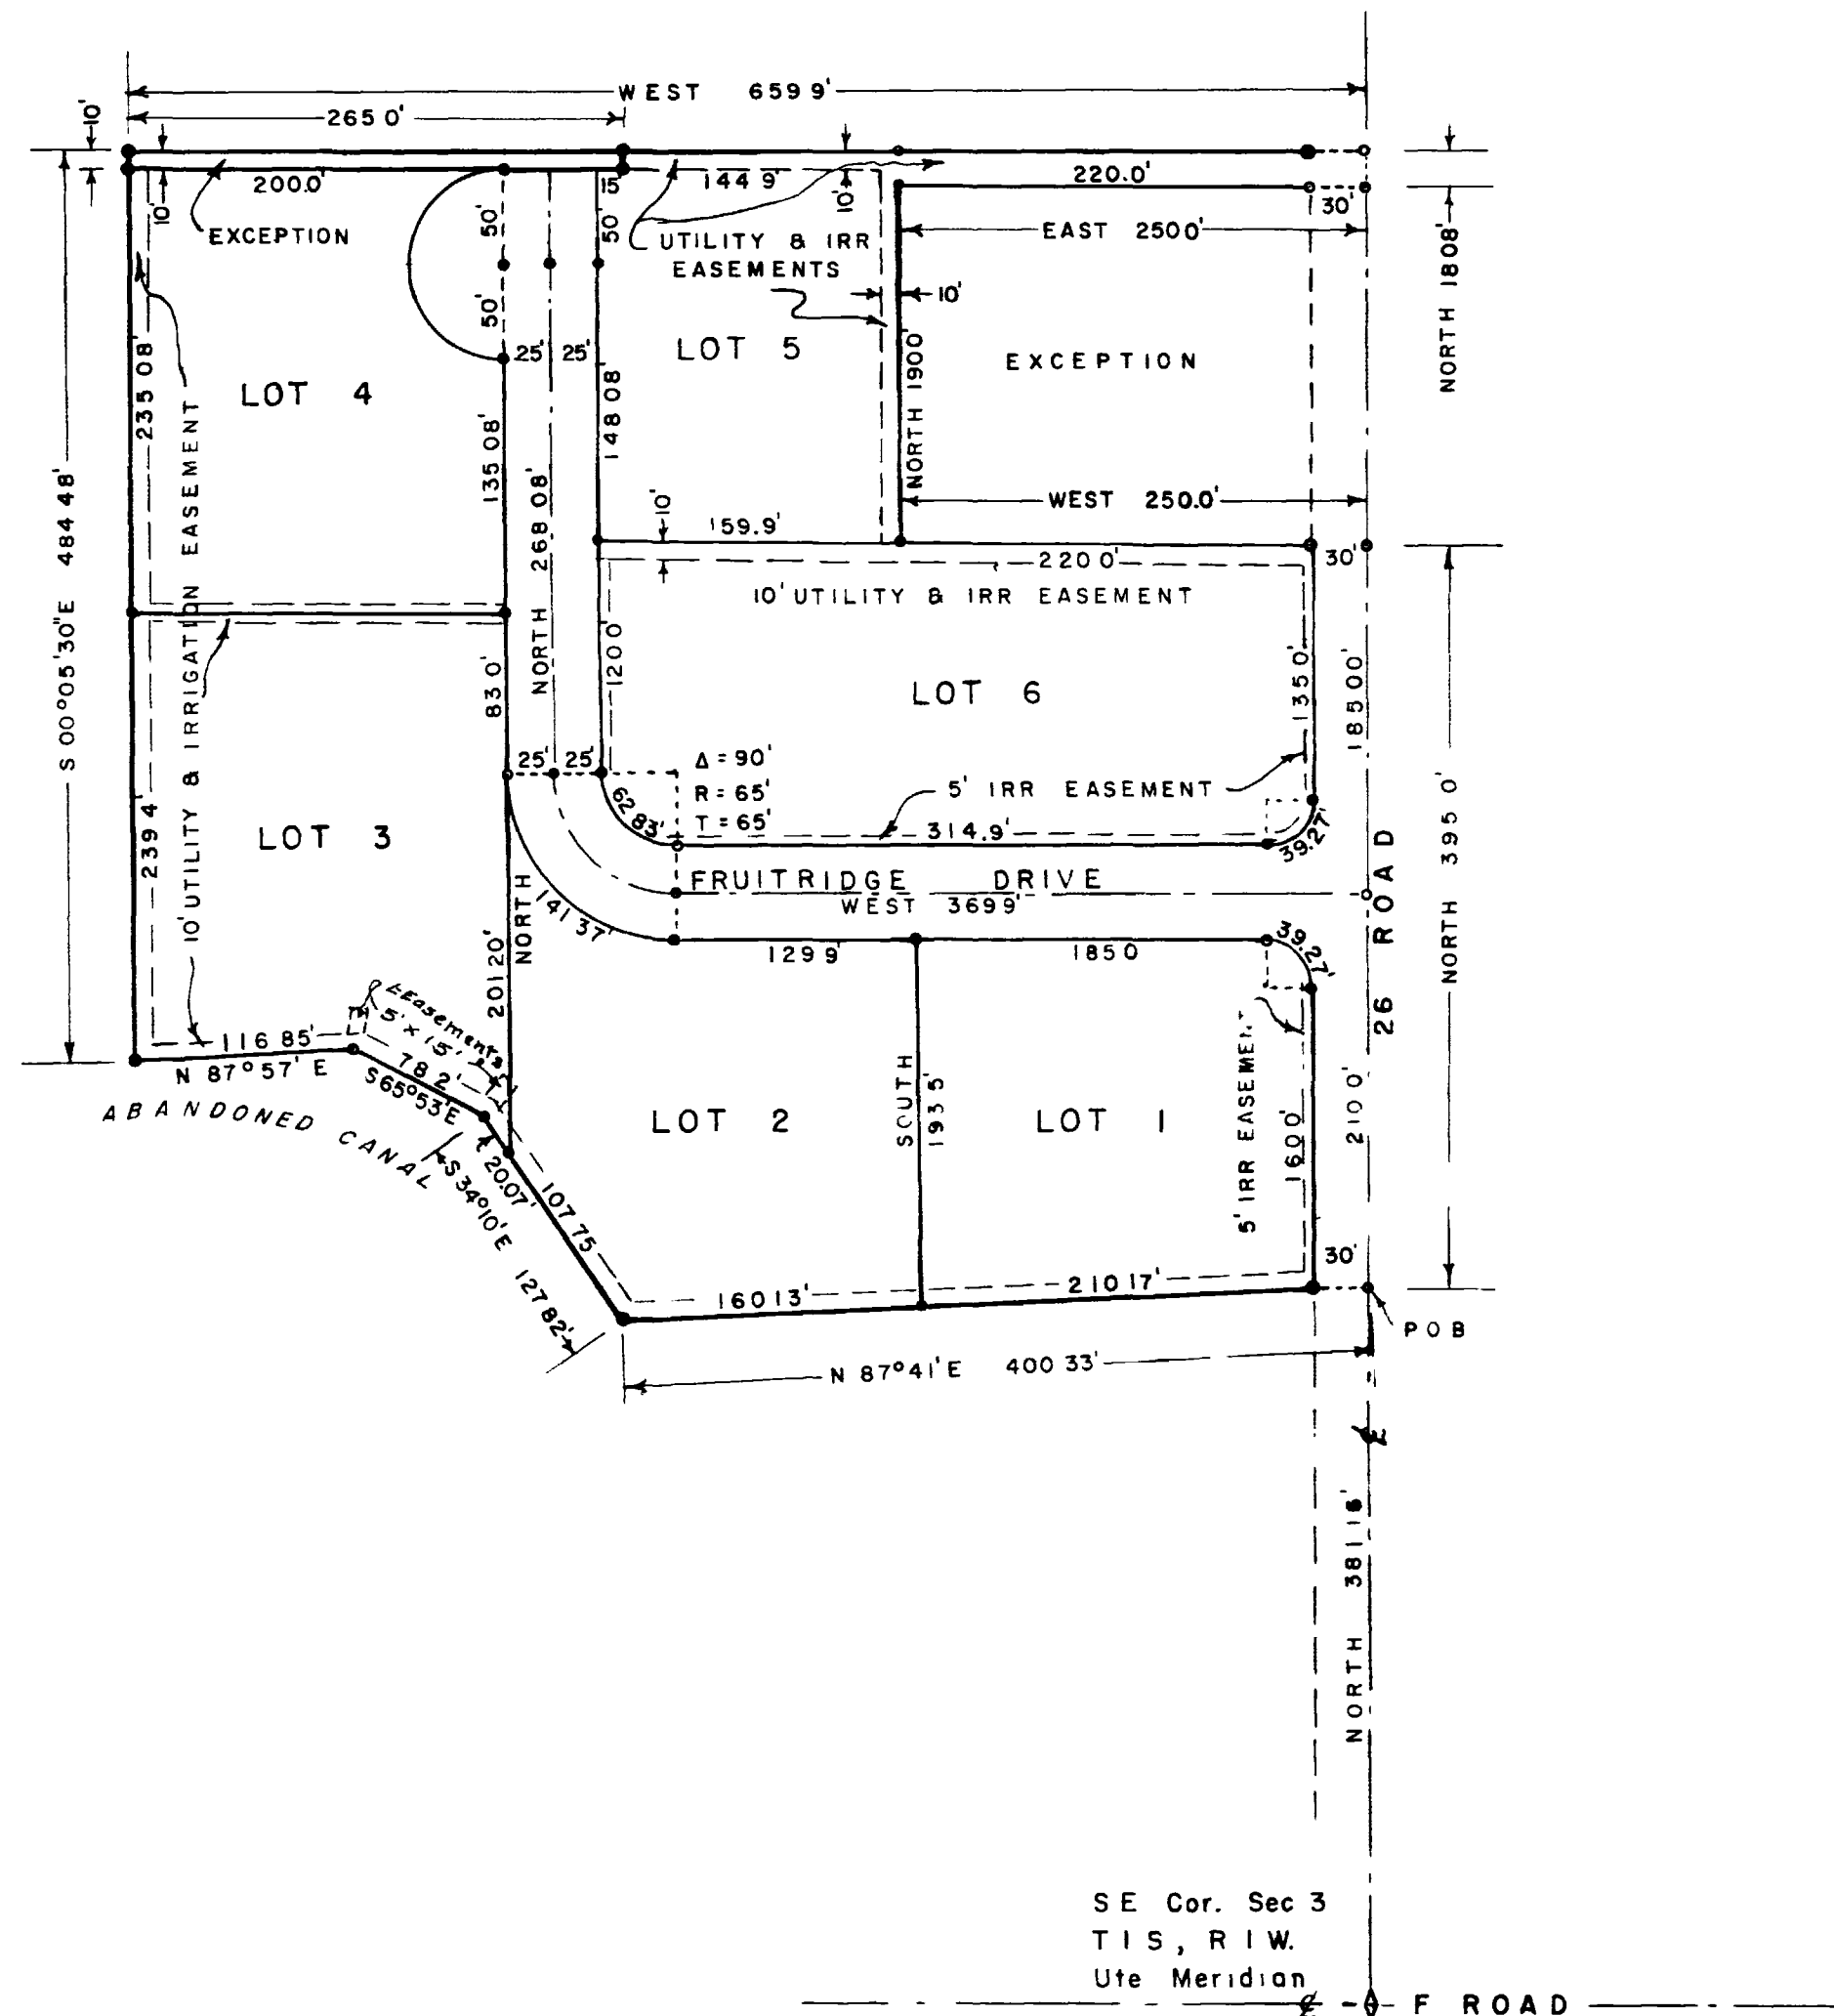 WEST 659 9'
265 0'
10'
200.0'
15'
144 9'
220.0'
30'
10'
10'
50'
50'
EXCEPTION
UTILITY & IRR
EASEMENTS
EAST 250 0'
NORTH 180 8'
10'
50'
25'
25'
LOT 5
EXCEPTION
LOT 4
235 08'
135 08'
148 08'
NORTH 190 0'
S 00°05'30"E 484 48'
10' UTILITY & IRRIGATION EASEMENT
NORTH 268 08'
WEST 250.0'
10'
159.9'
220 0'
30'
10' UTILITY & IRR EASEMENT
83 0'
120 0'
LOT 6
135 0'
185 00'
25'
25'
Δ = 90'
R = 65'
T = 65'
62 83'
5' IRR EASEMENT
314.9'
39.27'
LOT 3
239 4'
FRUITRIDGE DRIVE
WEST 369 9'
26 ROAD
NORTH 395 0'
NORTH
201 20'
141 37'
129 9'
185 0
39.27'
Easements
5' x 15'
116 85'
N 87°57' E
78 2'
S 65°53'E
ABANDONED CANAL
20.07'
S 34°10'E 127 82'
107 75
LOT 2
SOUTH
193 5'
LOT 1
5' IRR EASEMENT
160 0'
210 0'
30'
160 13'
210 17'
P O B
N 87°41' E 400 33'
NORTH 381 16'
S E Cor. Sec 3
T 1 S, R 1 W.
Ute Meridian
F ROAD